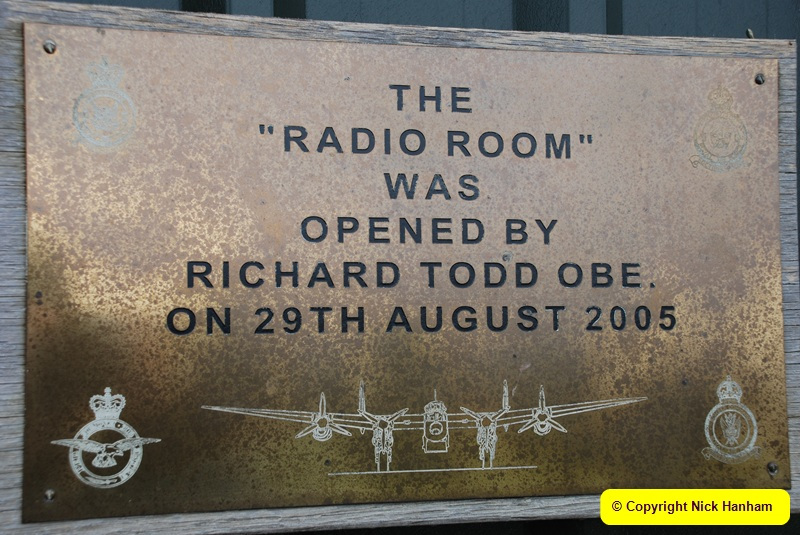 THE
"RADIO ROOM"
WAS
OPENED BY
RICHARD TODD OBE.
ON 29TH AUGUST 2005
© Copyright Nick Hanham